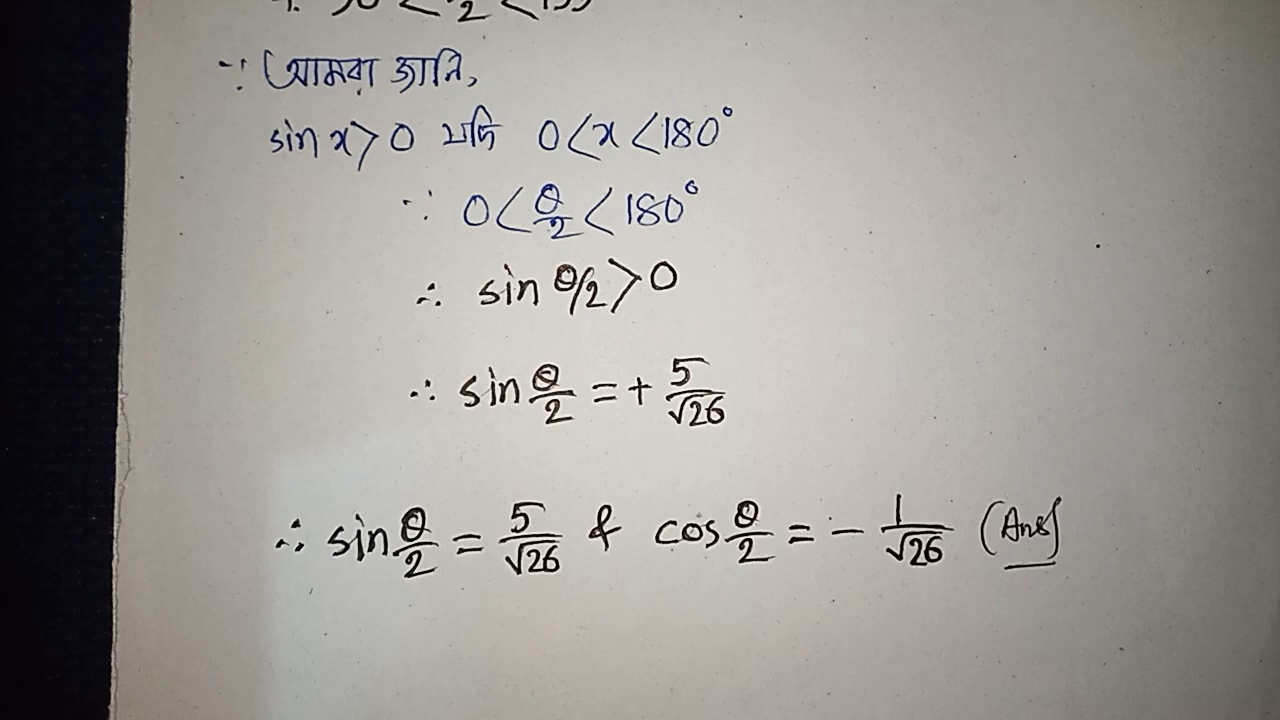 ∵ আমরা জানি,
sin x > 0 যদি 0 < x < 180°
∵ 0 < θ/2 < 180°
∴ sin θ/2 > 0
∴ sin θ/2 = + 5/√26
∴ sin θ/2 = 5/√26 & cos θ/2 = - 1/√26 (Ans)